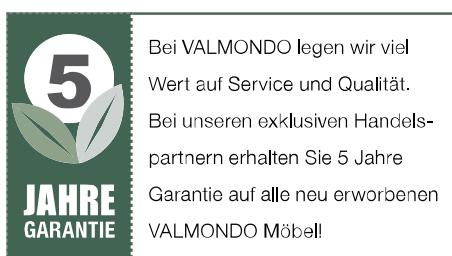 5
JAHRE
GARANTIE
Bei VALMONDO legen wir viel
Wert auf Service und Qualität.
Bei unseren exklusiven Handels-
partnern erhalten Sie 5 Jahre
Garantie auf alle neu erworbenen
VALMONDO Möbel!